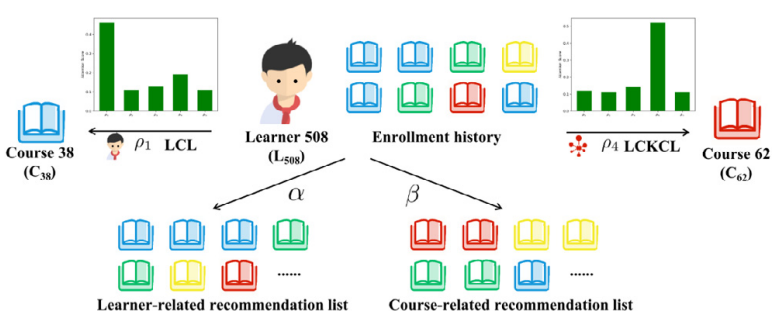 Course 38
(C38)
ρ1 LCL
Learner 508
(L508)
Enrollment history
ρ4 LCKCL
Course 62
(C62)
α
β
......
......
Learner-related recommendation list
Course-related recommendation list